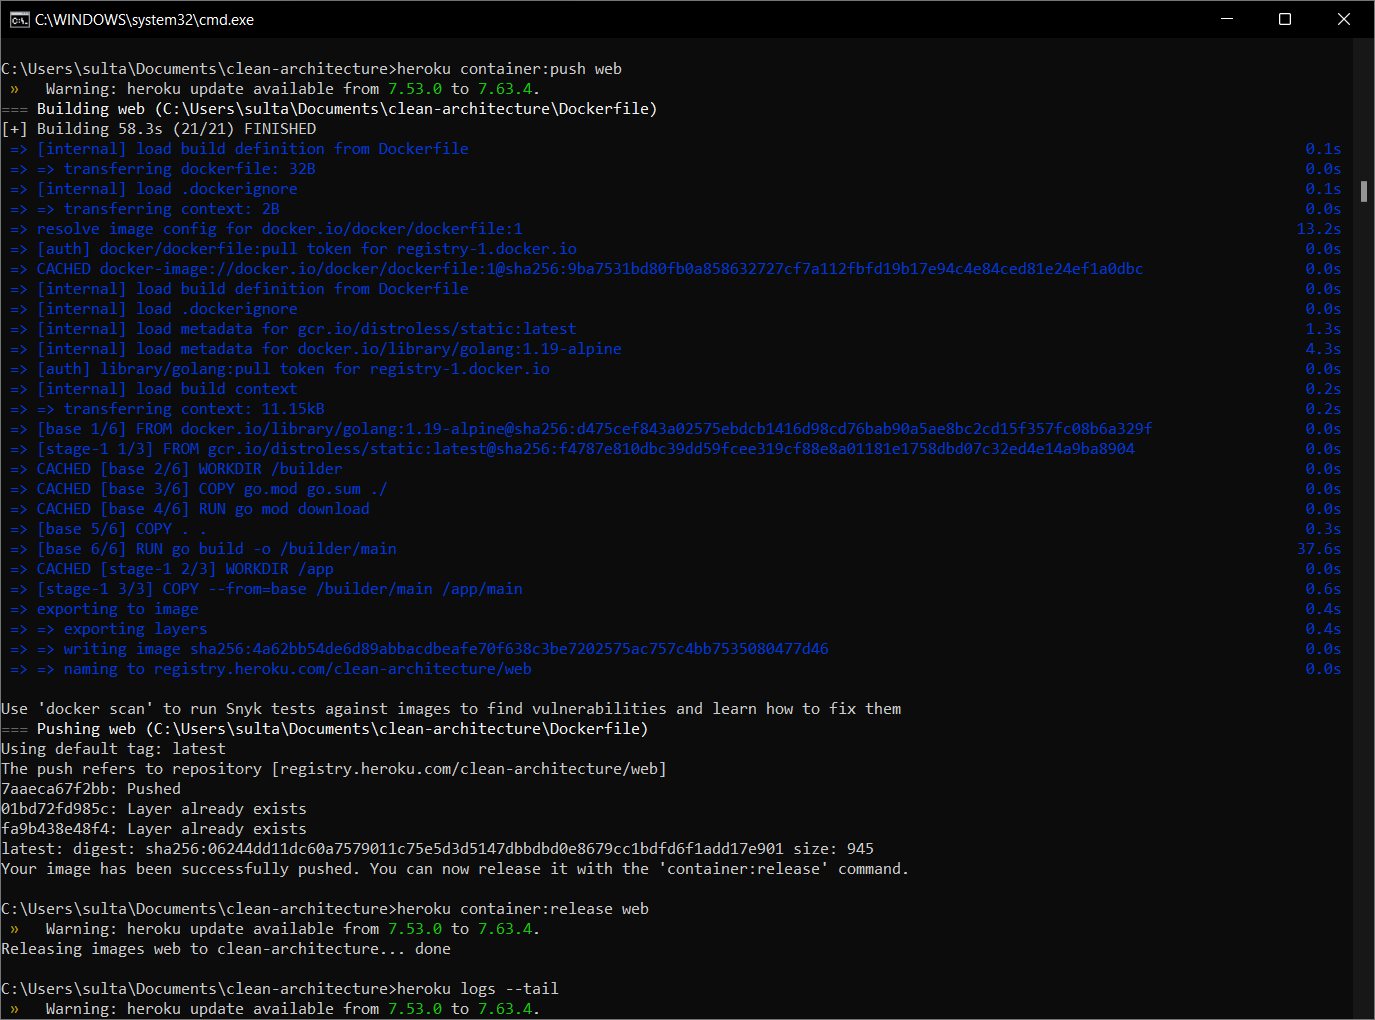 C:\WINDOWS\system32\cmd.exe
C:\Users\sulta\Documents\clean-architecture>heroku container:push web
»   Warning: heroku update available from 7.53.0 to 7.63.4.
=== Building web (C:\Users\sulta\Documents\clean-architecture\Dockerfile)
[+] Building 58.3s (21/21) FINISHED
=> [internal] load build definition from Dockerfile 0.1s
=> => transferring dockerfile: 32B 0.0s
=> [internal] load .dockerignore 0.1s
=> => transferring context: 2B 0.0s
=> resolve image config for docker.io/docker/dockerfile:1 13.2s
=> [auth] docker/dockerfile:pull token for registry-1.docker.io 0.0s
=> CACHED docker-image://docker.io/docker/dockerfile:1@sha256:9ba7531bd80fb0a858632727cf7a112fbfd19b17e94c4e84ced81e24ef1a0dbc 0.0s
=> [internal] load build definition from Dockerfile 0.0s
=> [internal] load .dockerignore 0.0s
=> [internal] load metadata for gcr.io/distroless/static:latest 1.3s
=> [internal] load metadata for docker.io/library/golang:1.19-alpine 4.3s
=> [auth] library/golang:pull token for registry-1.docker.io 0.0s
=> [internal] load build context 0.2s
=> => transferring context: 11.15kB 0.2s
=> [base 1/6] FROM docker.io/library/golang:1.19-alpine@sha256:d475cef843a02575ebdcb1416d98cd76bab90a5ae8bc2cd15f357fc08b6a329f 0.0s
=> [stage-1 1/3] FROM gcr.io/distroless/static:latest@sha256:f4787e810dbc39dd59fcee319cf88e8a01181e1758dbd07c32ed4e14a9ba8904 0.0s
=> CACHED [base 2/6] WORKDIR /builder 0.0s
=> CACHED [base 3/6] COPY go.mod go.sum ./ 0.0s
=> CACHED [base 4/6] RUN go mod download 0.0s
=> [base 5/6] COPY . . 0.3s
=> [base 6/6] RUN go build -o /builder/main 37.6s
=> CACHED [stage-1 2/3] WORKDIR /app 0.0s
=> [stage-1 3/3] COPY --from=base /builder/main /app/main 0.6s
=> exporting to image 0.4s
=> => exporting layers 0.4s
=> => writing image sha256:4a62bb54de6d89abbacdbeafe70f638c3be7202575ac757c4bb7535080477d46 0.0s
=> => naming to registry.heroku.com/clean-architecture/web 0.0s
Use 'docker scan' to run Snyk tests against images to find vulnerabilities and learn how to fix them
=== Pushing web (C:\Users\sulta\Documents\clean-architecture\Dockerfile)
Using default tag: latest
The push refers to repository [registry.heroku.com/clean-architecture/web]
7aaeca67f2bb: Pushed
01bd72fd985c: Layer already exists
fa9b438e48f4: Layer already exists
latest: digest: sha256:06244dd11dc60a7579011c75e5d3d5147dbbdbd0e8679cc1bdfd6f1add17e901 size: 945
Your image has been successfully pushed. You can now release it with the 'container:release' command.
C:\Users\sulta\Documents\clean-architecture>heroku container:release web
»   Warning: heroku update available from 7.53.0 to 7.63.4.
Releasing images web to clean-architecture... done
C:\Users\sulta\Documents\clean-architecture>heroku logs --tail
»   Warning: heroku update available from 7.53.0 to 7.63.4.